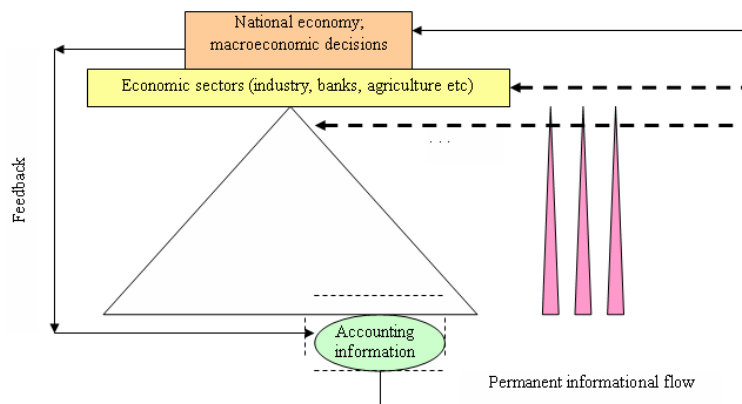 National economy;
macroeconomic decisions
Economic sectors (industry, banks, agriculture etc)
. . .
Feedback
Accounting
information
Permanent informational flow